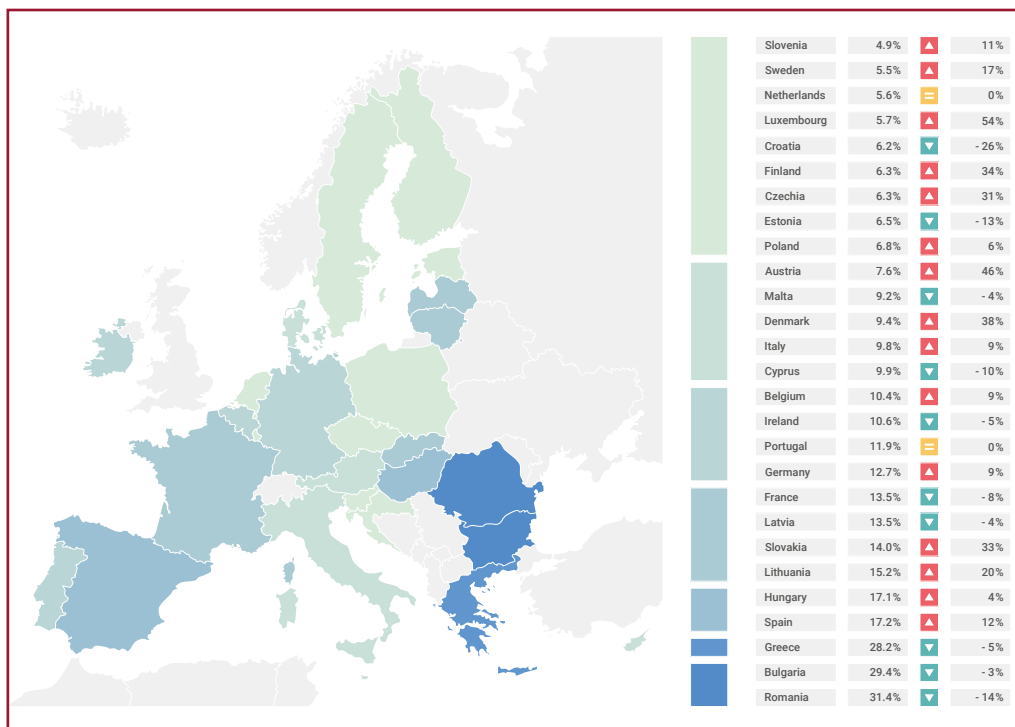 Slovenia 4.9% 11%
Sweden 5.5% 17%
Netherlands 5.6% = 0%
Luxembourg 5.7% 54%
Croatia 6.2% - 26%
Finland 6.3% 34%
Czechia 6.3% 31%
Estonia 6.5% - 13%
Poland 6.8% 6%
Austria 7.6% 46%
Malta 9.2% - 4%
Denmark 9.4% 38%
Italy 9.8% 9%
Cyprus 9.9% - 10%
Belgium 10.4% 9%
Ireland 10.6% - 5%
Portugal 11.9% = 0%
Germany 12.7% 9%
France 13.5% - 8%
Latvia 13.5% - 4%
Slovakia 14.0% 33%
Lithuania 15.2% 20%
Hungary 17.1% 4%
Spain 17.2% 12%
Greece 28.2% - 5%
Bulgaria 29.4% - 3%
Romania 31.4% - 14%